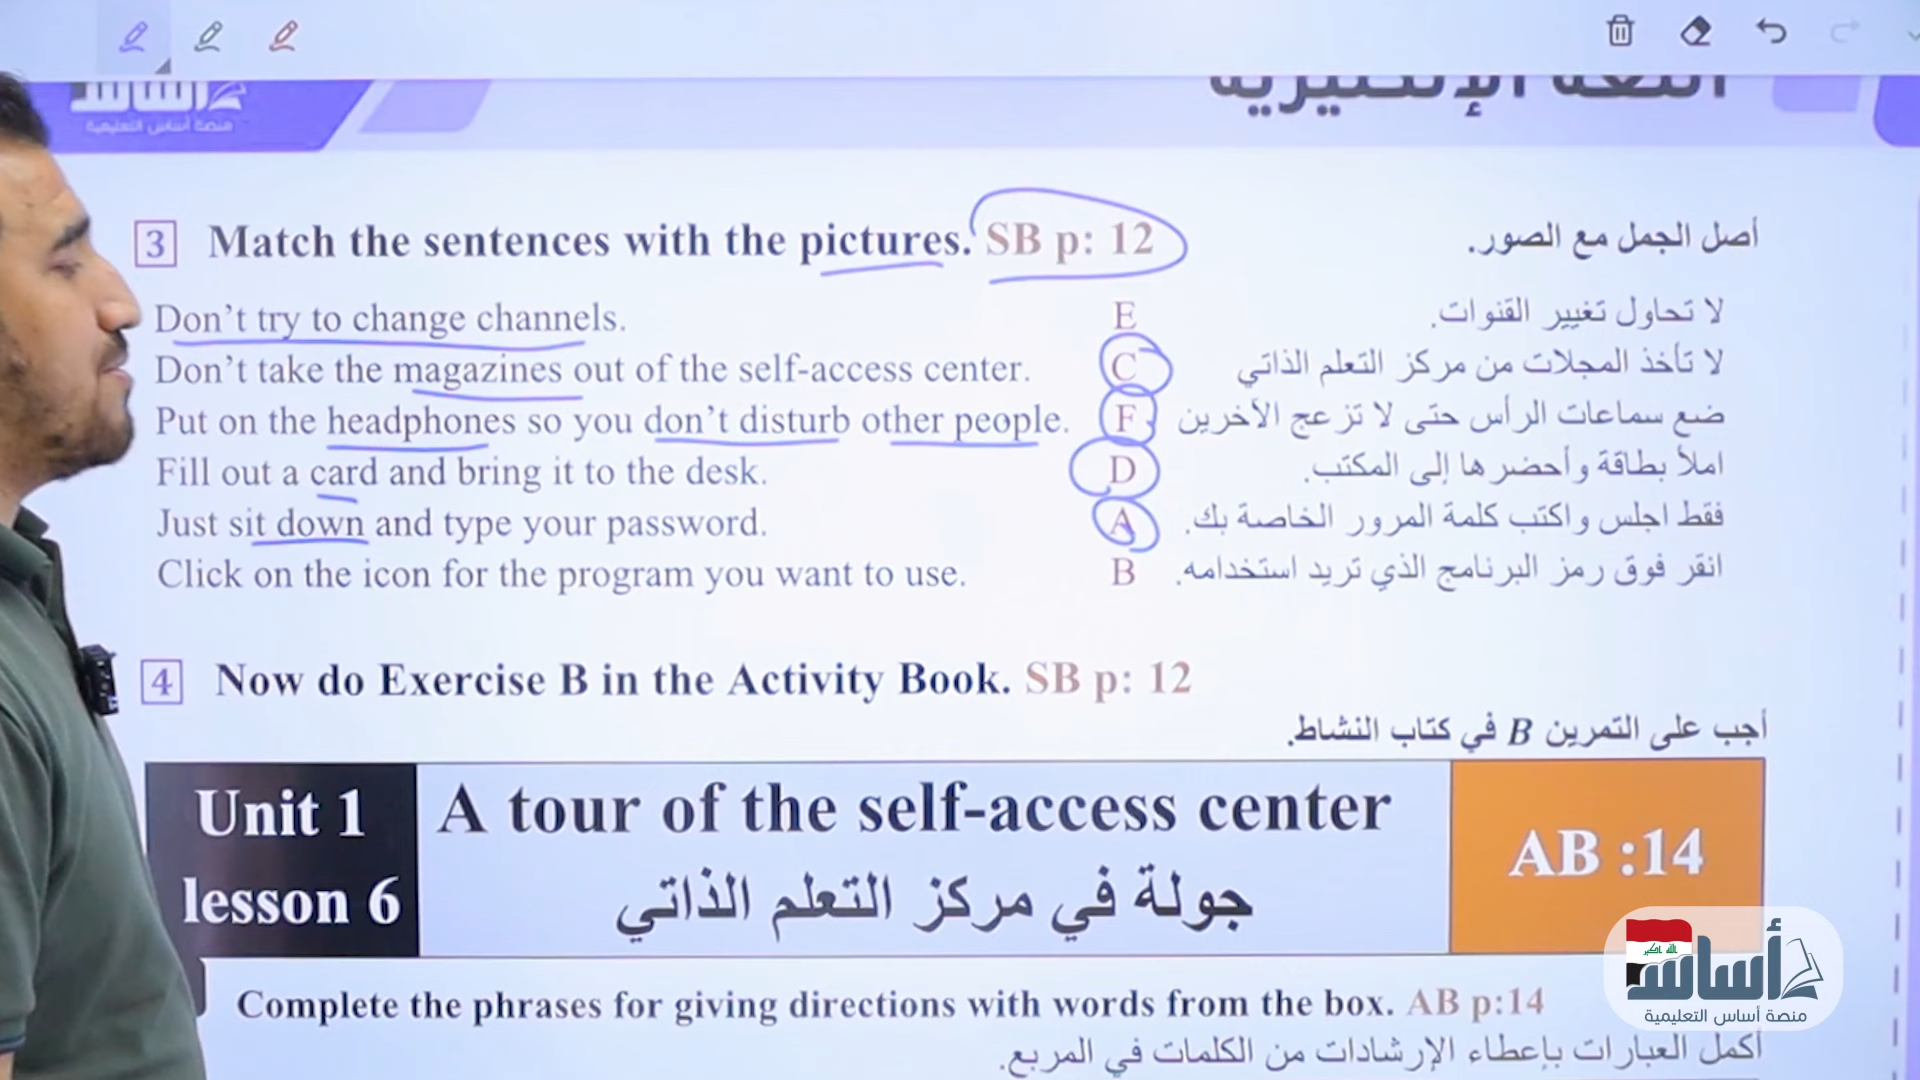 أساس
منصة أساس التعليمية
اللغة الإنكليزية
3 Match the sentences with the pictures. SB p: 12 أصل الجمل مع الصور.
Don't try to change channels. E لا تحاول تغيير القنوات.
Don't take the magazines out of the self-access center. C لا تأخذ المجلات من مركز التعلم الذاتي
Put on the headphones so you don't disturb other people. F ضع سماعات الرأس حتى لا تزعج الآخرين
Fill out a card and bring it to the desk. D املأ بطاقة وأحضرها إلى المكتب.
Just sit down and type your password. A فقط اجلس واكتب كلمة المرور الخاصة بك.
Click on the icon for the program you want to use. B انقر فوق رمز البرنامج الذي تريد استخدامه.
4 Now do Exercise B in the Activity Book. SB p: 12
أجب على التمرين B في كتاب النشاط.
Unit 1
lesson 6
A tour of the self-access center
جولة في مركز التعلم الذاتي
AB :14
Complete the phrases for giving directions with words from the box. AB p:14
أكمل العبارات بإعطاء الإرشادات من الكلمات في المربع.
أساس
منصة أساس التعليمية